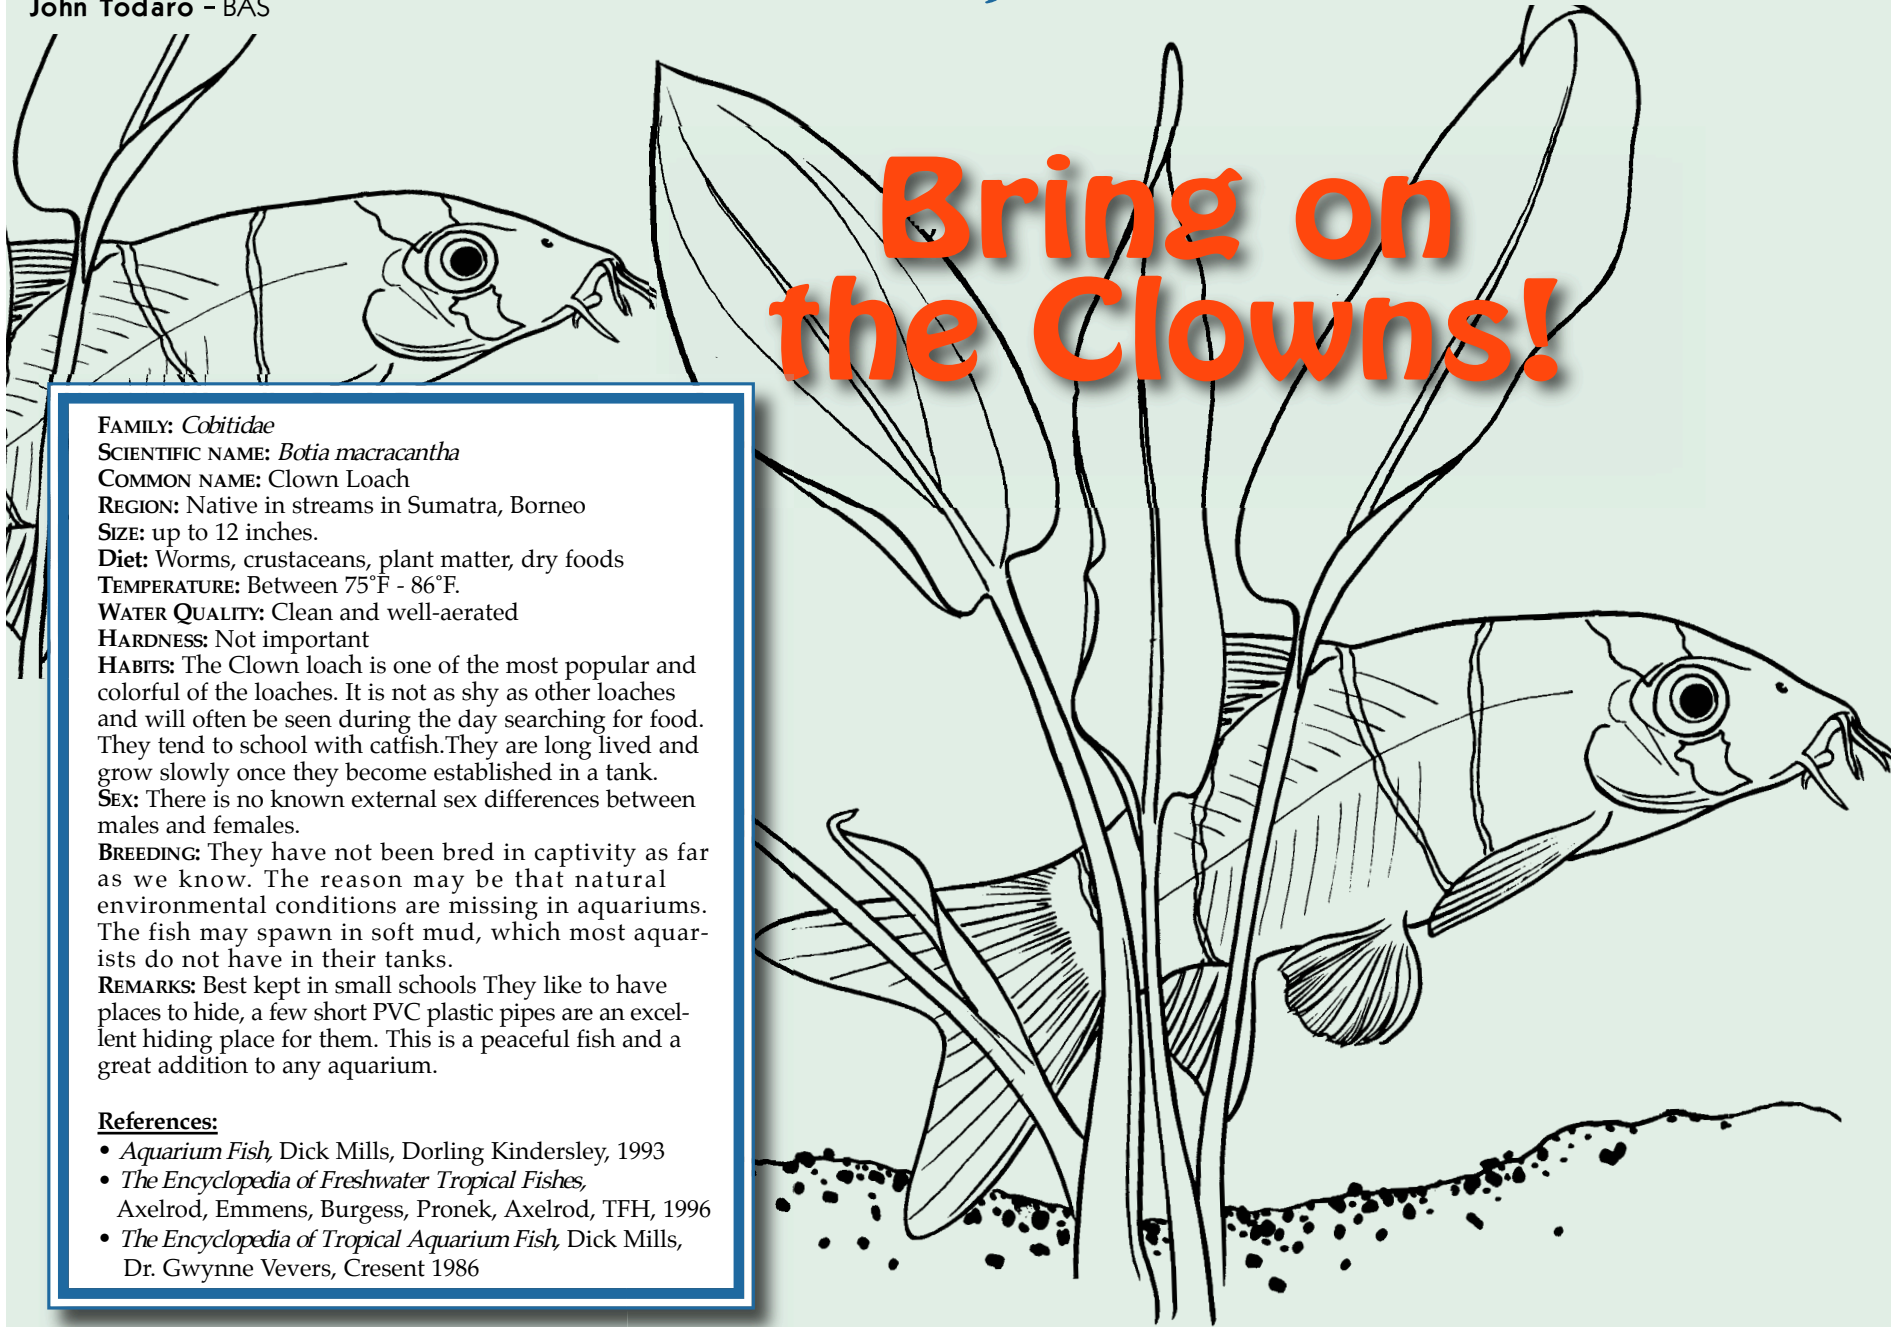 John Todaro – BAS
Bring on
the Clowns!
FAMILY: Cobitidae
SCIENTIFIC NAME: Botia macracantha
COMMON NAME: Clown Loach
REGION: Native in streams in Sumatra, Borneo
SIZE: up to 12 inches.
Diet: Worms, crustaceans, plant matter, dry foods
TEMPERATURE: Between 75˚F - 86˚F.
WATER QUALITY: Clean and well-aerated
HARDNESS: Not important
HABITS: The Clown loach is one of the most popular and
colorful of the loaches. It is not as shy as other loaches
and will often be seen during the day searching for food.
They tend to school with catfish.They are long lived and
grow slowly once they become established in a tank.
SEX: There is no known external sex differences between
males and females.
BREEDING: They have not been bred in captivity as far
as we know. The reason may be that natural
environmental conditions are missing in aquariums.
The fish may spawn in soft mud, which most aquar-
ists do not have in their tanks.
REMARKS: Best kept in small schools They like to have
places to hide, a few short PVC plastic pipes are an excel-
lent hiding place for them. This is a peaceful fish and a
great addition to any aquarium.
References:
• Aquarium Fish, Dick Mills, Dorling Kindersley, 1993
• The Encyclopedia of Freshwater Tropical Fishes,
Axelrod, Emmens, Burgess, Pronek, Axelrod, TFH, 1996
• The Encyclopedia of Tropical Aquarium Fish, Dick Mills,
Dr. Gwynne Vevers, Cresent 1986